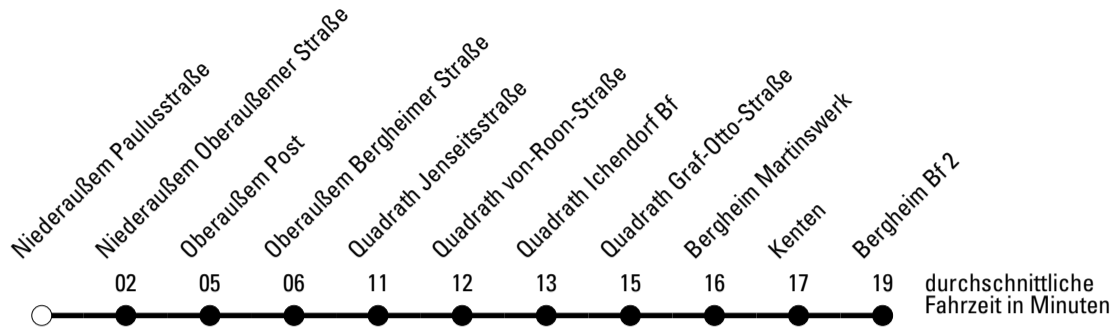 Niederaußem Paulusstraße
Niederaußem Oberaußemer Straße
Oberaußem Post
Oberaußem Bergheimer Straße
Quadrath Jenseitsstraße
Quadrath von-Roon-Straße
Quadrath Ichendorf Bf
Quadrath Graf-Otto-Straße
Bergheim Martinswerk
Kenten
Bergheim Bf 2
02 05 06 11 12 13 15 16 17 19
durchschnittliche
Fahrzeit in Minuten